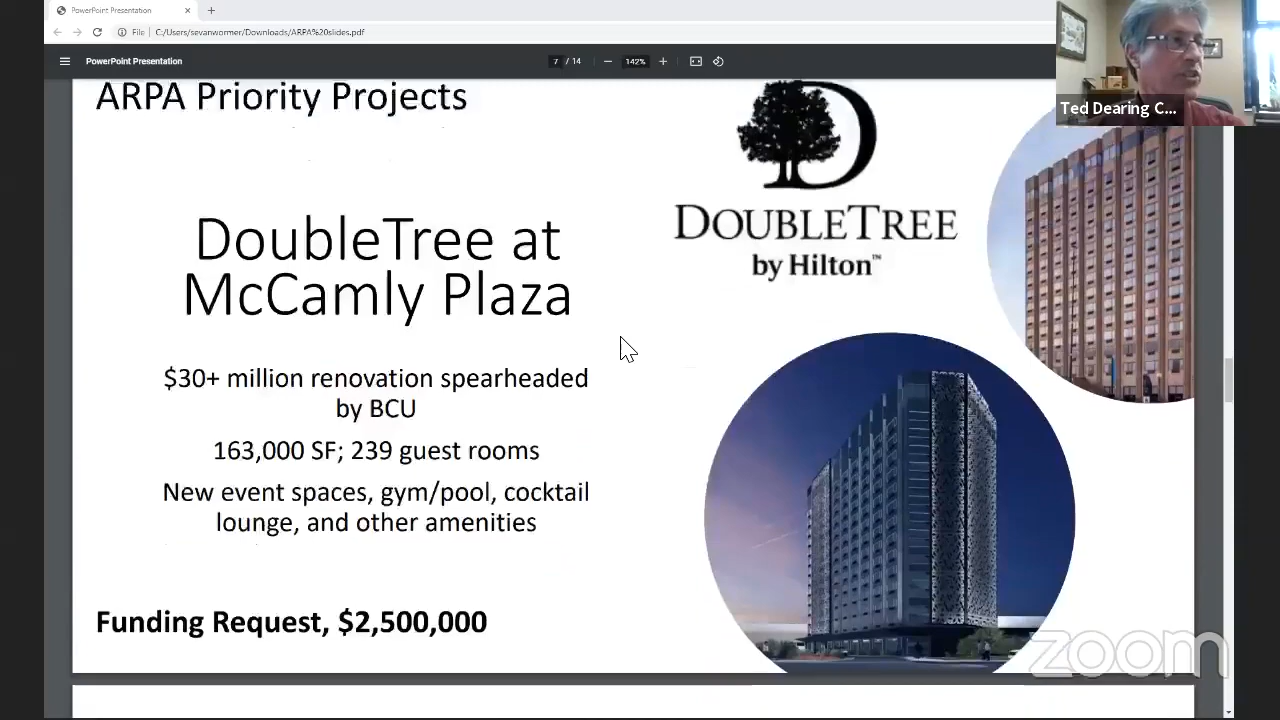 PowerPoint Presentation
File
C:/Users/sevanwormer/Downloads/ARPA%20slides.pdf
PowerPoint Presentation
7 / 14
142%
Ted Dearing C...
ARPA Priority Projects
DOUBLETREE
by Hilton™
DoubleTree at
McCamly Plaza
$30+ million renovation spearheaded
by BCU
163,000 SF; 239 guest rooms
New event spaces, gym/pool, cocktail
lounge, and other amenities
Funding Request, $2,500,000
zoom